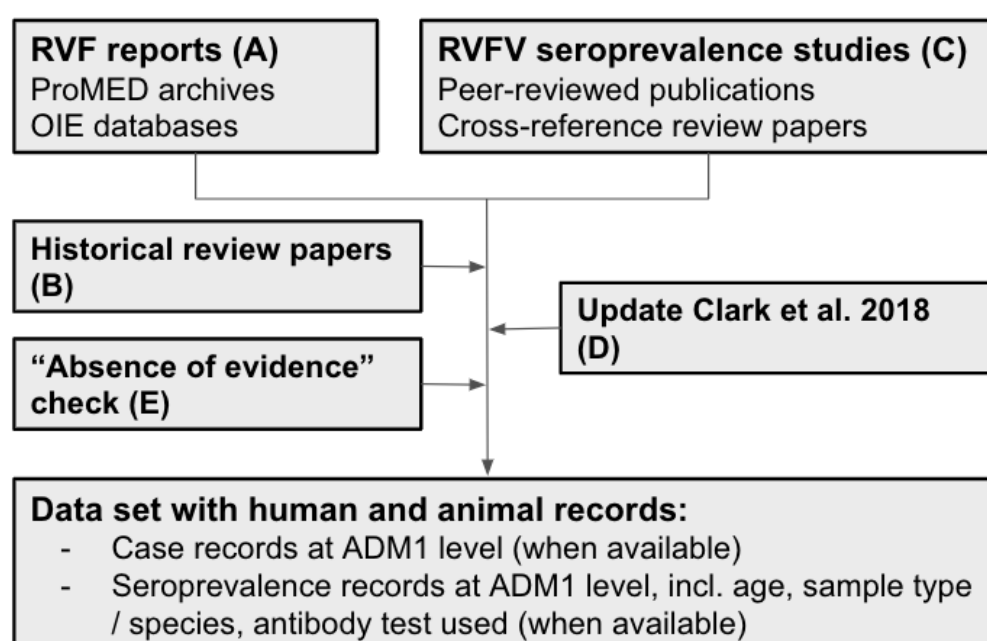 RVF reports (A)
ProMED archives
OIE databases
RVFV seroprevalence studies (C)
Peer-reviewed publications
Cross-reference review papers
Historical review papers
(B)
Update Clark et al. 2018
(D)
“Absence of evidence”
check (E)
Data set with human and animal records:
- Case records at ADM1 level (when available)
- Seroprevalence records at ADM1 level, incl. age, sample type
/ species, antibody test used (when available)